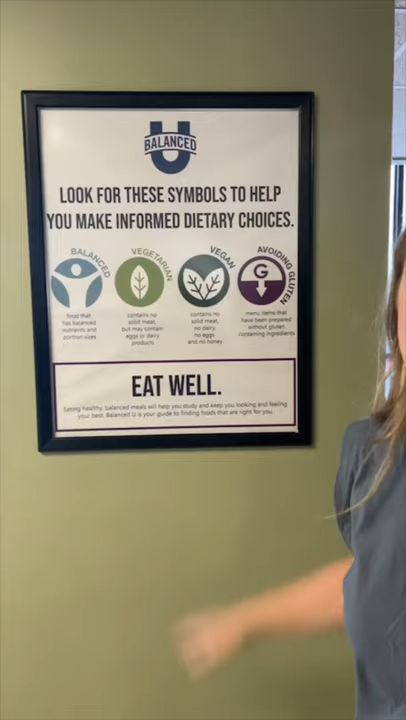 U
BALANCED
LOOK FOR THESE SYMBOLS TO HELP
YOU MAKE INFORMED DIETARY CHOICES.
BALANCED
food that
has balanced
nutrients and
portion sizes
VEGETARIAN
contains no
solid meat,
but may contain
eggs or dairy
products
VEGAN
contains no
solid meat,
no dairy,
no eggs
and no honey
AVOIDING GLUTEN
G
menu items that
have been prepared
without gluten
containing ingredients
EAT WELL.
Eating healthy, balanced meals will help you study and keep you looking and feeling
your best. Balanced U is your guide to finding foods that are right for you.